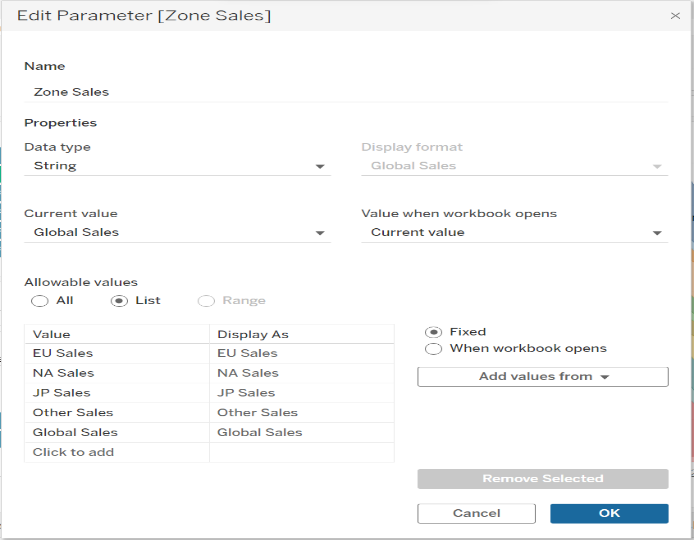 Edit Parameter [Zone Sales] ×
Name
Zone Sales
Properties
Data type Display format
String Global Sales
Current value Value when workbook opens
Global Sales Current value
Allowable values
All List Range
Value Display As
EU Sales EU Sales
NA Sales NA Sales
JP Sales JP Sales
Other Sales Other Sales
Global Sales Global Sales
Click to add
Fixed
When workbook opens
Add values from
Remove Selected
Cancel OK